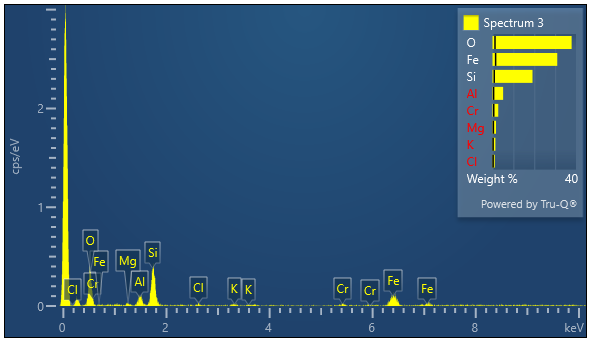 Spectrum 3
O
Fe
Si
Al
Cr
Mg
K
Cl
Weight % 40
Powered by Tru-Q®
cps/eV
2
1
0
O
Fe
Mg
Si
Cl
Cr
Al
Cl
K
K
Cr
Cr
Fe
Fe
0 2 4 6 8 keV